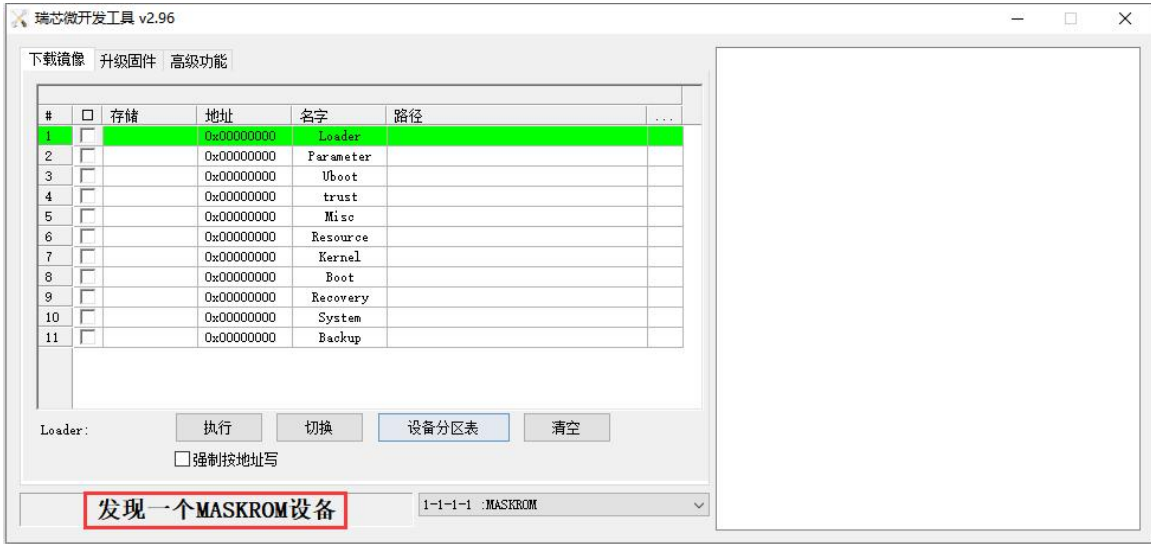 瑞芯微开发工具 v2.96
下载镜像 升级固件 高级功能
# 存储 地址 名字 路径 ...
1 0x00000000 Loader
2 0x00000000 Parameter
3 0x00000000 Uboot
4 0x00000000 trust
5 0x00000000 Misc
6 0x00000000 Resource
7 0x00000000 Kernel
8 0x00000000 Boot
9 0x00000000 Recovery
10 0x00000000 System
11 0x00000000 Backup
Loader: 执行 切换 设备分区表 清空
强制按地址写
发现一个MASKROM设备 1-1-1-1 :MASKROM